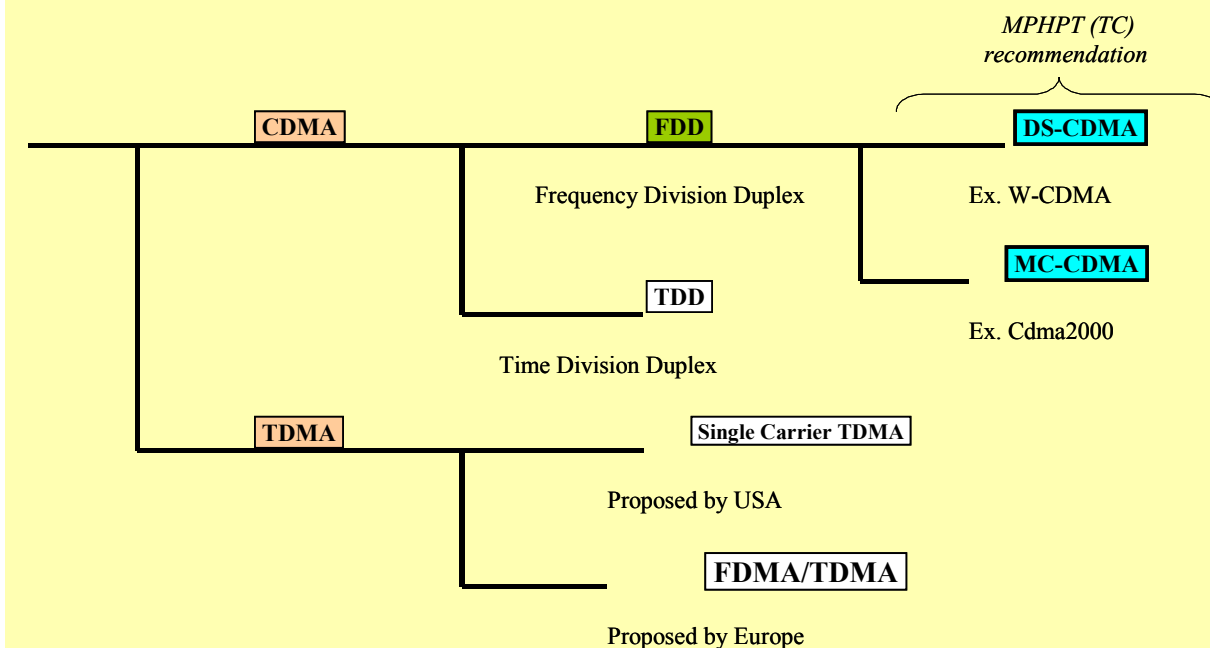 MPHPT (TC)
recommendation
CDMA
FDD
DS-CDMA
Frequency Division Duplex
Ex. W-CDMA
MC-CDMA
TDD
Ex. Cdma2000
Time Division Duplex
TDMA
Single Carrier TDMA
Proposed by USA
FDMA/TDMA
Proposed by Europe